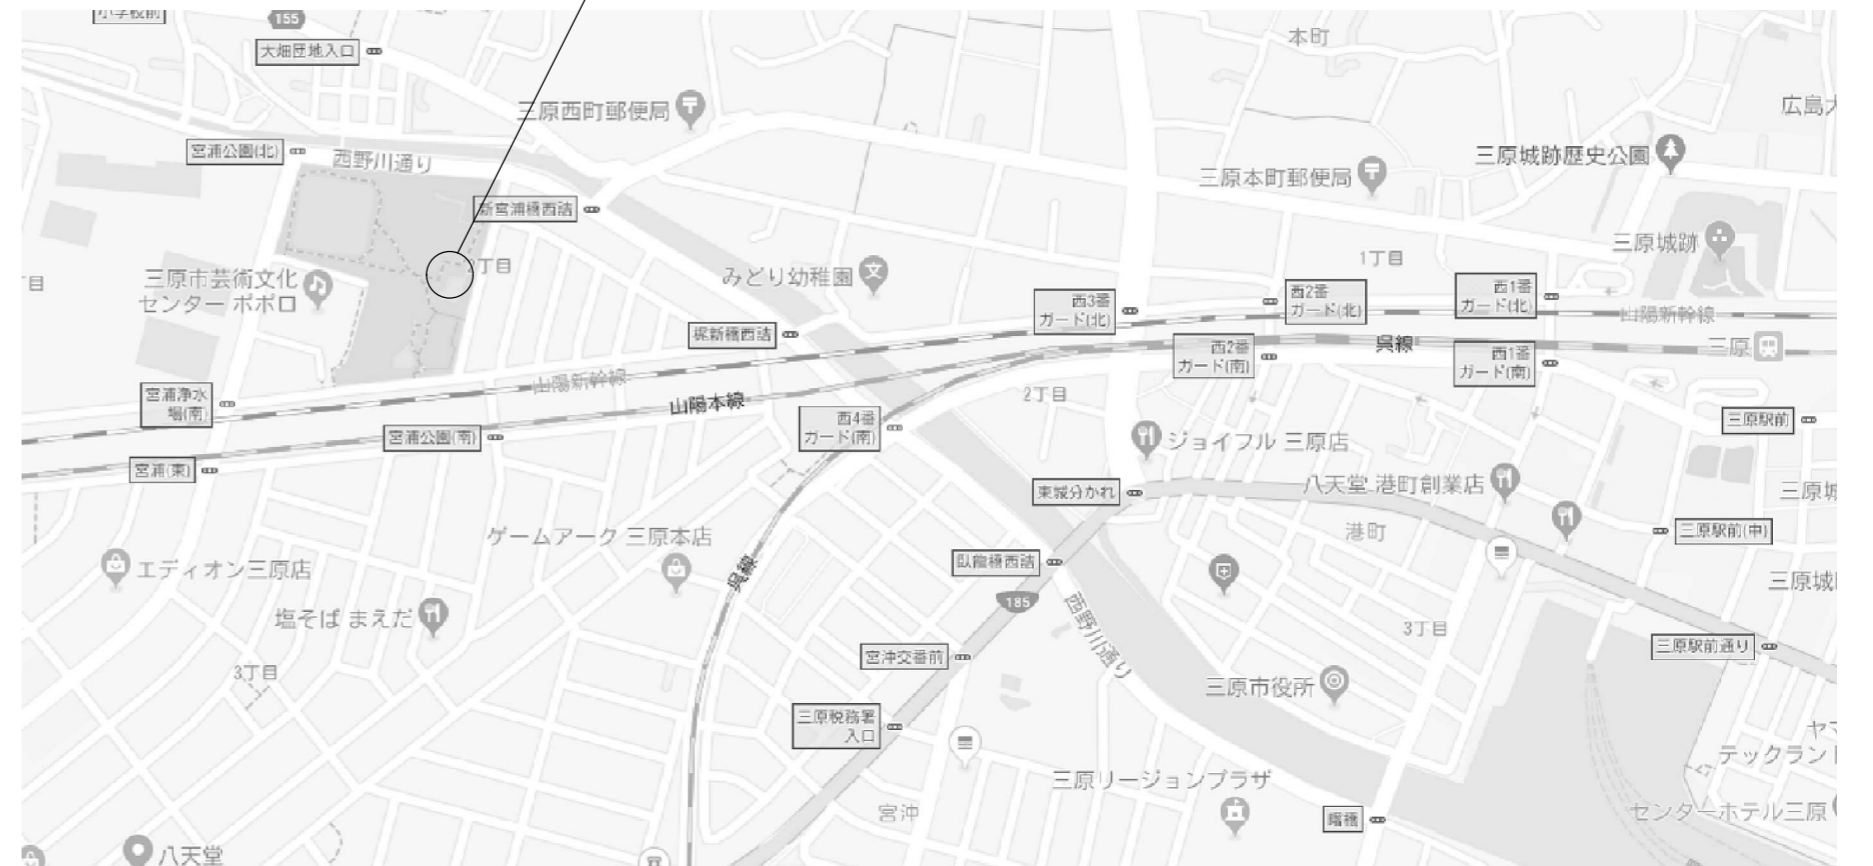 小学校前
155
大畑団地入口
本町
三原西町郵便局
広島大
宮浦公園(北)
西野川通り
三原城跡歴史公園
三原本町郵便局
新宮浦橋西詰
三原城跡
1丁目
丁目
2丁目
みどり幼稚園
三原市芸術文化
センター ポポロ
西3番
ガード(北)
西2番
ガード(北)
西1番
ガード(北)
山陽新幹線
梶新橋西詰
呉線
三原
西2番
ガード(南)
西1番
ガード(南)
山陽新幹線
宮浦浄水
場(南)
山陽本線
2丁目
西4番
ガード(南)
三原駅前
宮浦公園(南)
ジョイフル 三原店
宮浦(東)
八天堂 港町創業店
三原城
東城分かれ
港町
三原駅前(中)
ゲームアーク 三原本店
臥龍橋西詰
エディオン三原店
呉線
三原城
185
西野川通り
塩そば まえだ
3丁目
三原駅前通り
宮沖交番前
3丁目
三原市役所
三原税務署
入口
ヤマ
テックランド
三原リージョンプラザ
宮沖
曙橋
センターホテル三原
八天堂